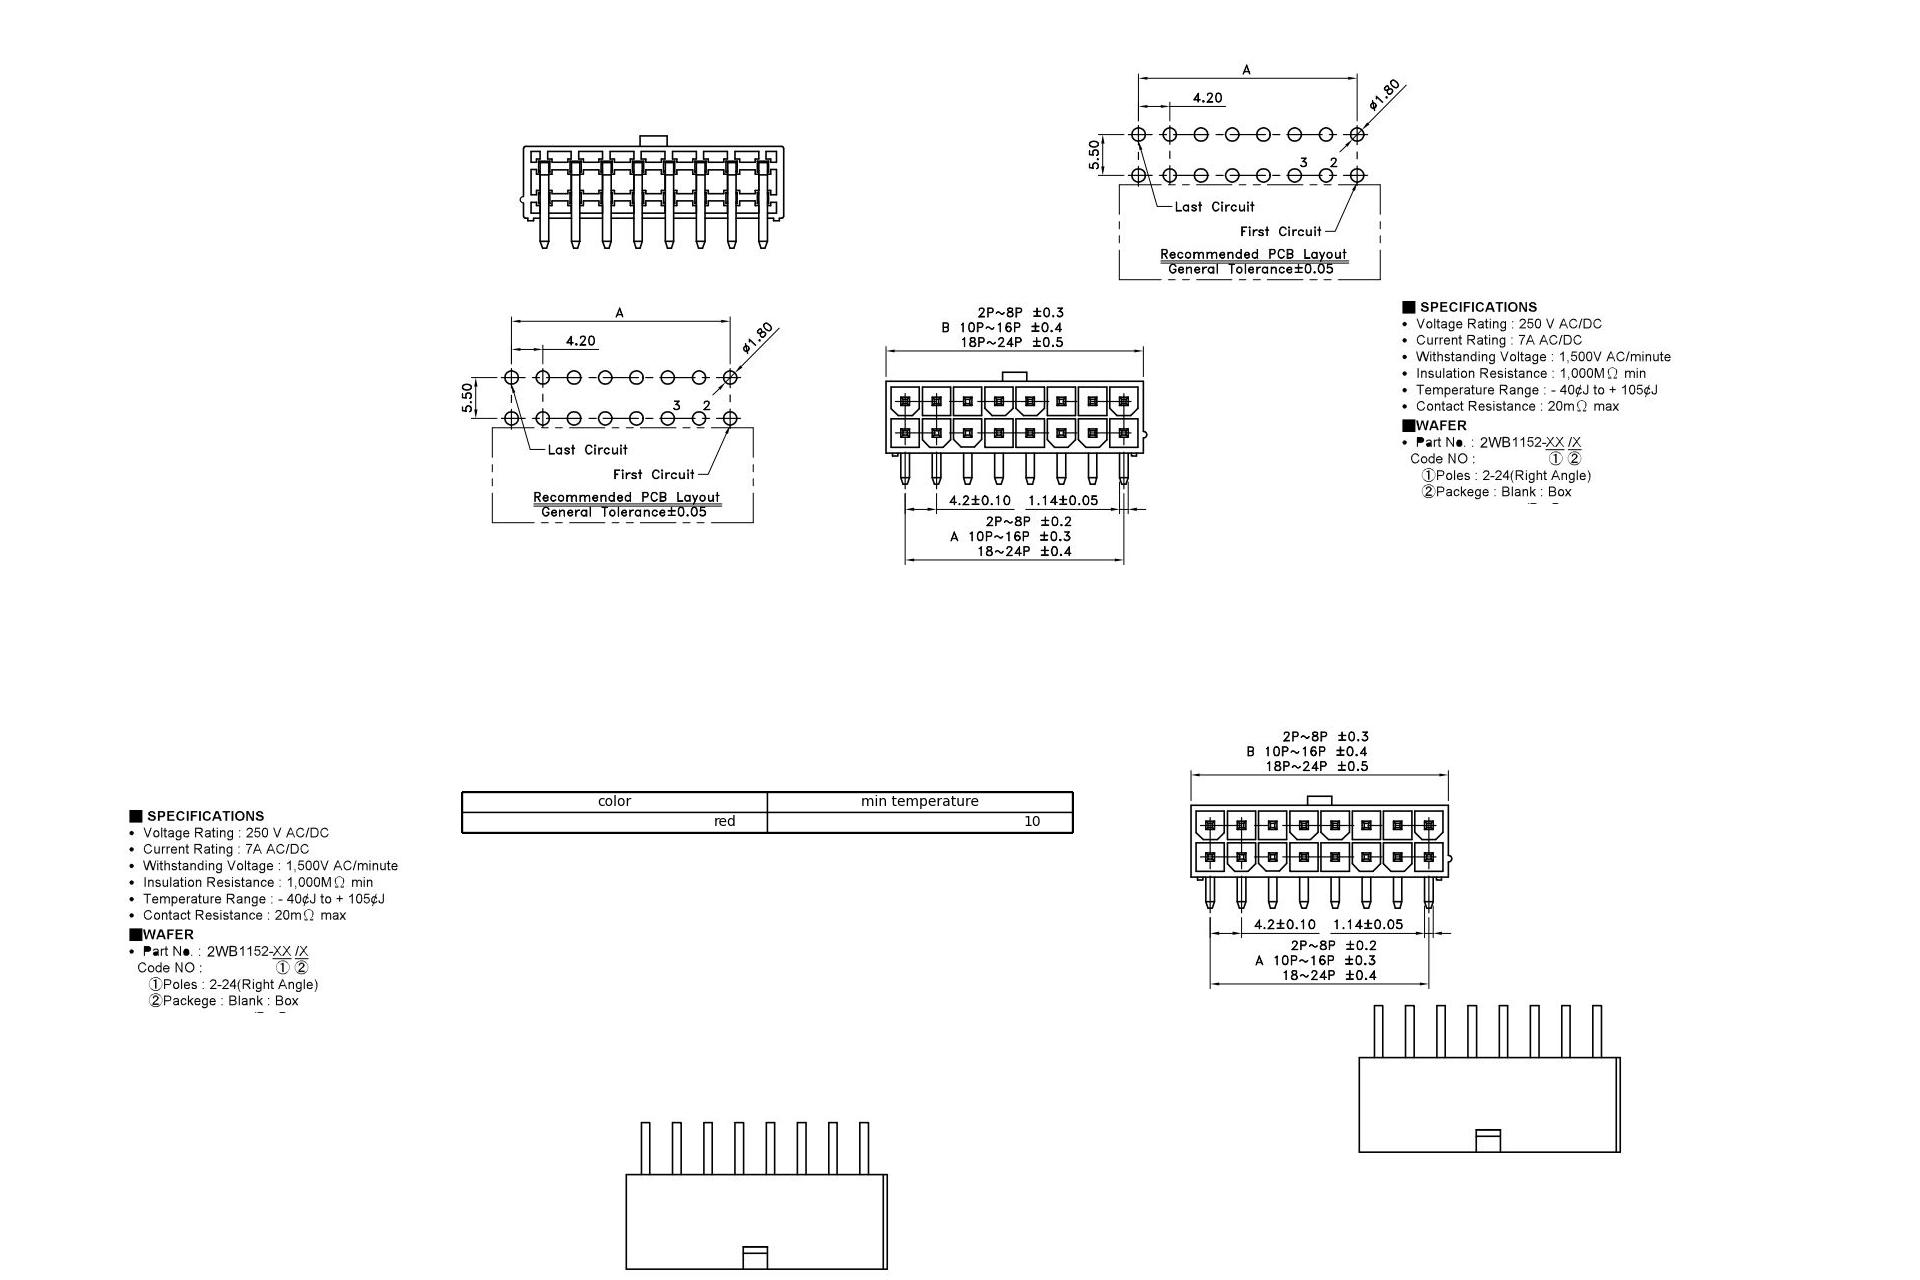 A
4.20
ø1.80
5.50
3 2
Last Circuit
First Circuit
Recommended PCB Layout
General Tolerance±0.05
A
4.20
ø1.80
5.50
3 2
Last Circuit
First Circuit
Recommended PCB Layout
General Tolerance±0.05
2P~8P ±0.3
B 10P~16P ±0.4
18P~24P ±0.5
4.2±0.10 1.14±0.05
2P~8P ±0.2
A 10P~16P ±0.3
18~24P ±0.4
■ SPECIFICATIONS
• Voltage Rating : 250 V AC/DC
• Current Rating : 7A AC/DC
• Withstanding Voltage : 1,500V AC/minute
• Insulation Resistance : 1,000MΩ min
• Temperature Range : - 40¢J to + 105¢J
• Contact Resistance : 20mΩ max
■WAFER
• Part No. : 2WB1152-XX /X
Code NO : ① ②
①Poles : 2-24(Right Angle)
②Packege : Blank : Box
■ SPECIFICATIONS
• Voltage Rating : 250 V AC/DC
• Current Rating : 7A AC/DC
• Withstanding Voltage : 1,500V AC/minute
• Insulation Resistance : 1,000MΩ min
• Temperature Range : - 40¢J to + 105¢J
• Contact Resistance : 20mΩ max
■WAFER
• Part No. : 2WB1152-XX /X
Code NO : ① ②
①Poles : 2-24(Right Angle)
②Packege : Blank : Box
color min temperature
red 10
2P~8P ±0.3
B 10P~16P ±0.4
18P~24P ±0.5
4.2±0.10 1.14±0.05
2P~8P ±0.2
A 10P~16P ±0.3
18~24P ±0.4